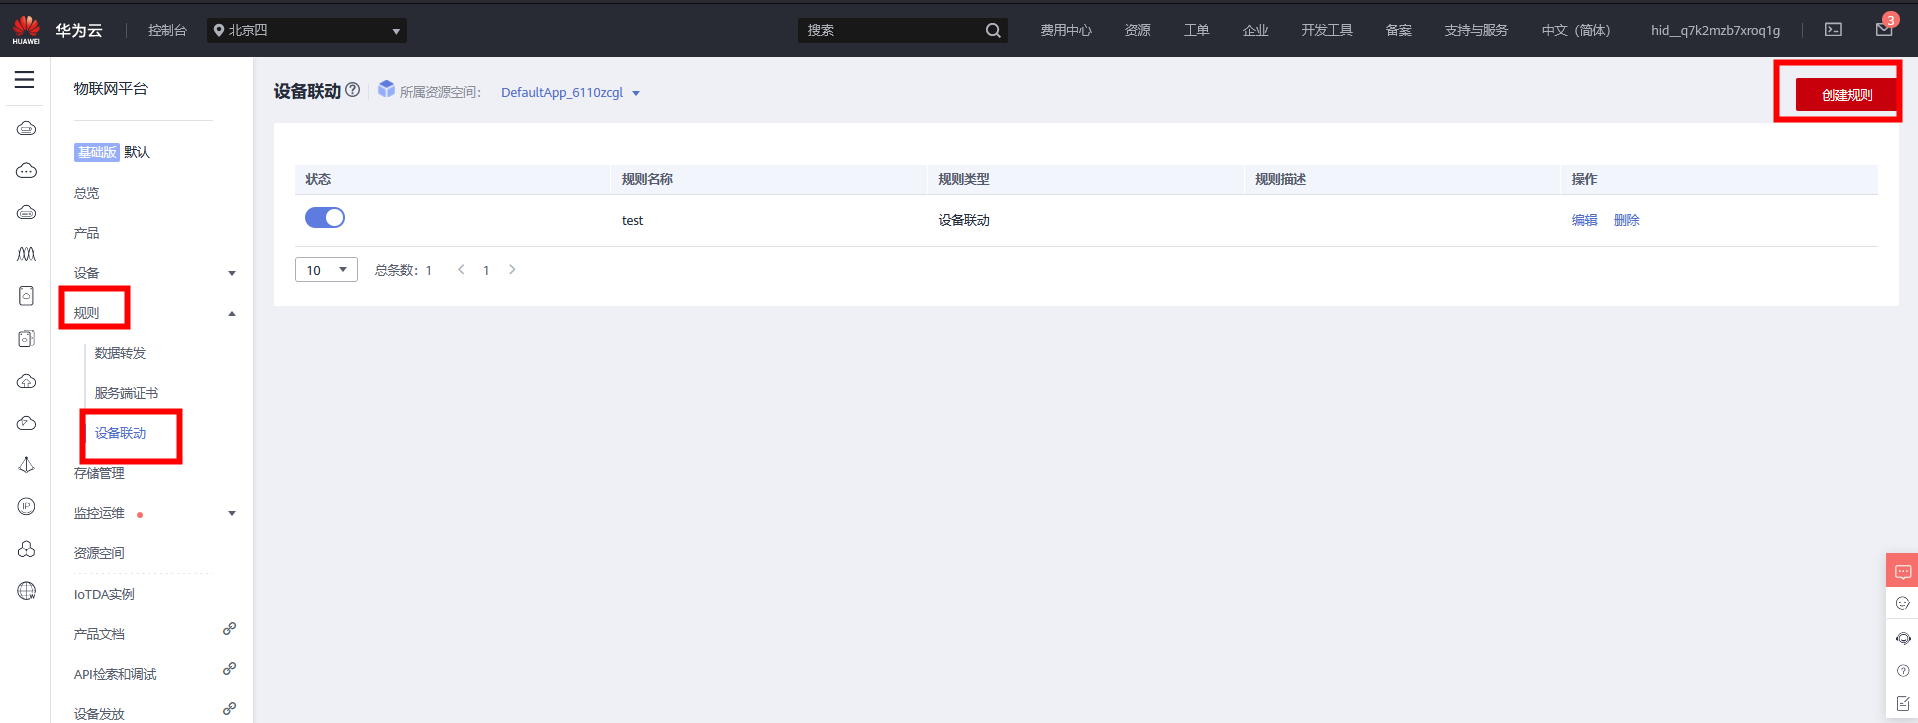 HUAWEI
华为云
控制台
北京四
搜索
费用中心
资源
工单
企业
开发工具
备案
支持与服务
中文（简体）
hid__q7k2mzb7xroq1g
3
物联网平台
基础版 默认
总览
产品
设备
规则
数据转发
服务端证书
设备联动
存储管理
监控运维
资源空间
IoTDA实例
产品文档
API检索和调试
设备发放
设备联动
所属资源空间：
DefaultApp_6110zcgl
创建规则
状态 规则名称 规则类型 规则描述 操作
test 设备联动 编辑 删除
10 总条数：1 < 1 >